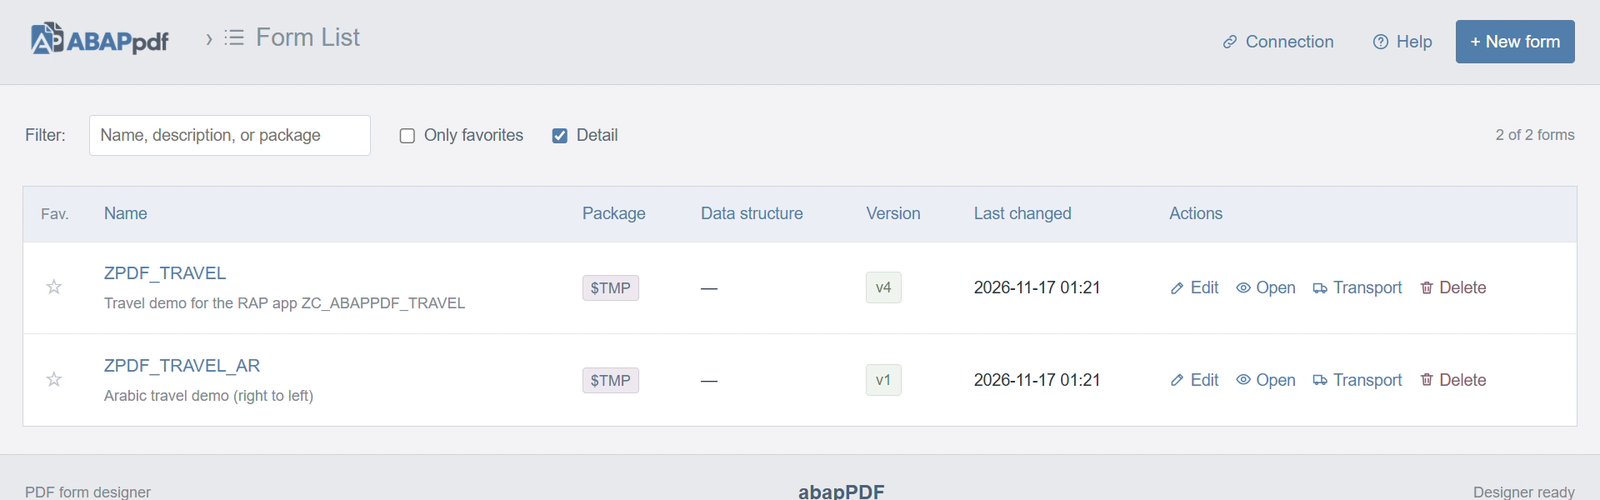 ABAPpdf › Form List
Connection Help + New form
Filter: Name, description, or package Only favorites Detail 2 of 2 forms
Fav. Name Package Data structure Version Last changed Actions
ZPDF_TRAVEL
Travel demo for the RAP app ZC_ABAPPDF_TRAVEL
$TMP — v4 2026-11-17 01:21 Edit Open Transport Delete
ZPDF_TRAVEL_AR
Arabic travel demo (right to left)
$TMP — v1 2026-11-17 01:21 Edit Open Transport Delete
PDF form designer abapPDF Designer ready